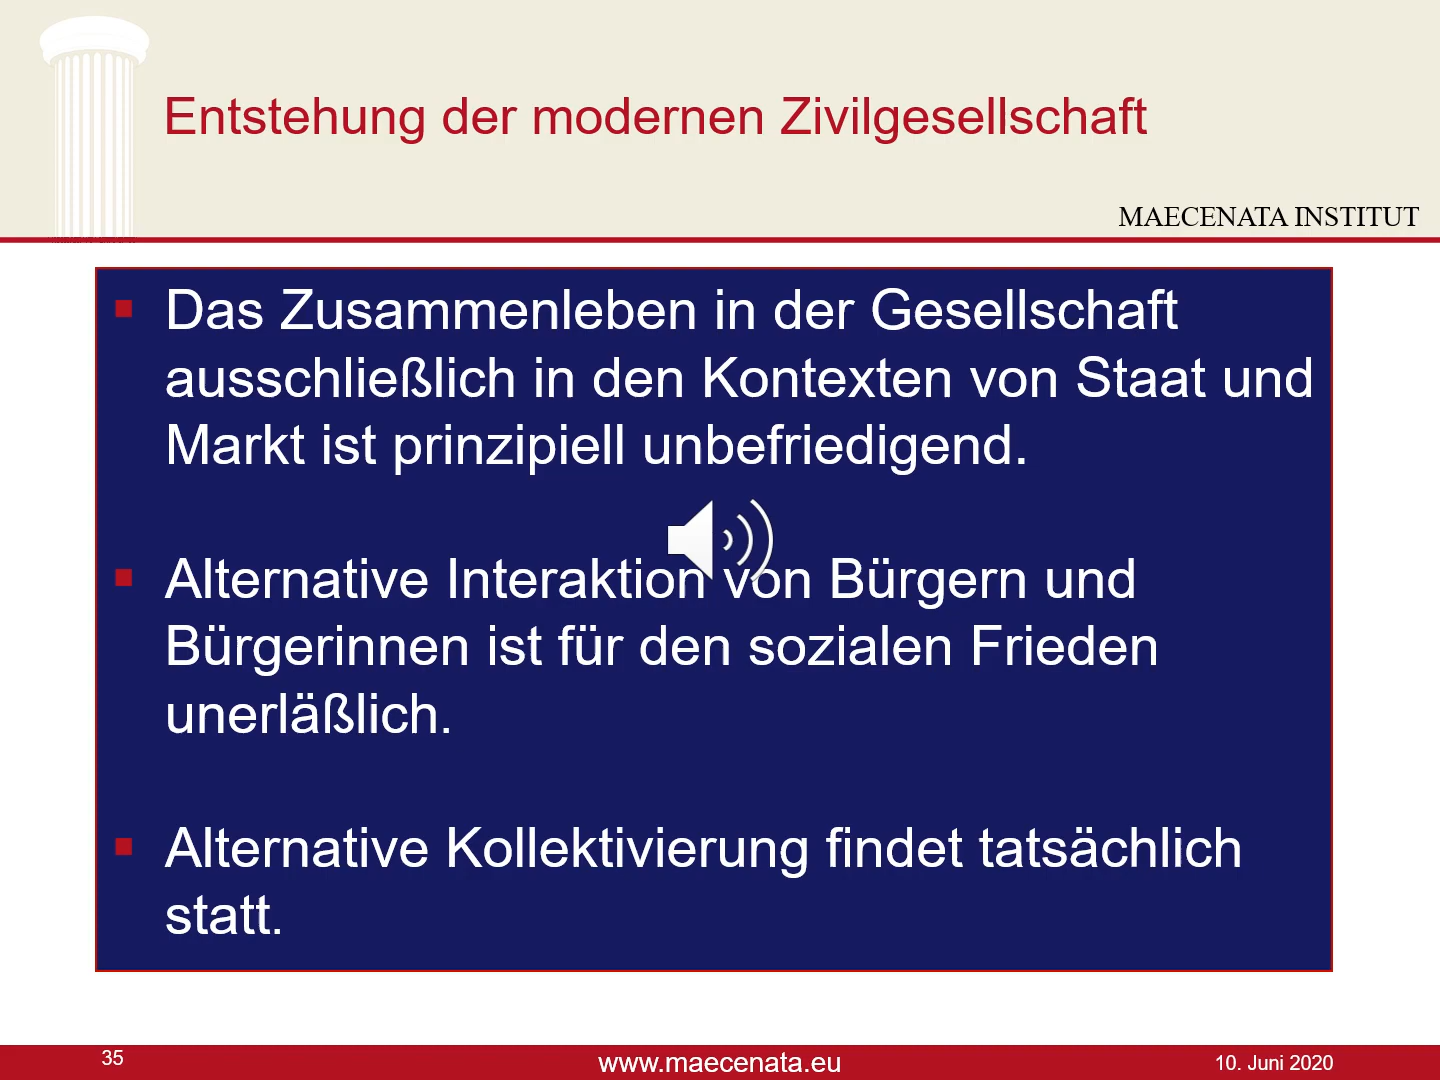 Entstehung der modernen Zivilgesellschaft
MAECENATA INSTITUT
Das Zusammenleben in der Gesellschaft
ausschließlich in den Kontexten von Staat und
Markt ist prinzipiell unbefriedigend.
Alternative Interaktion von Bürgern und
Bürgerinnen ist für den sozialen Frieden
unerläßlich.
Alternative Kollektivierung findet tatsächlich
statt.
35
www.maecenata.eu
10. Juni 2020